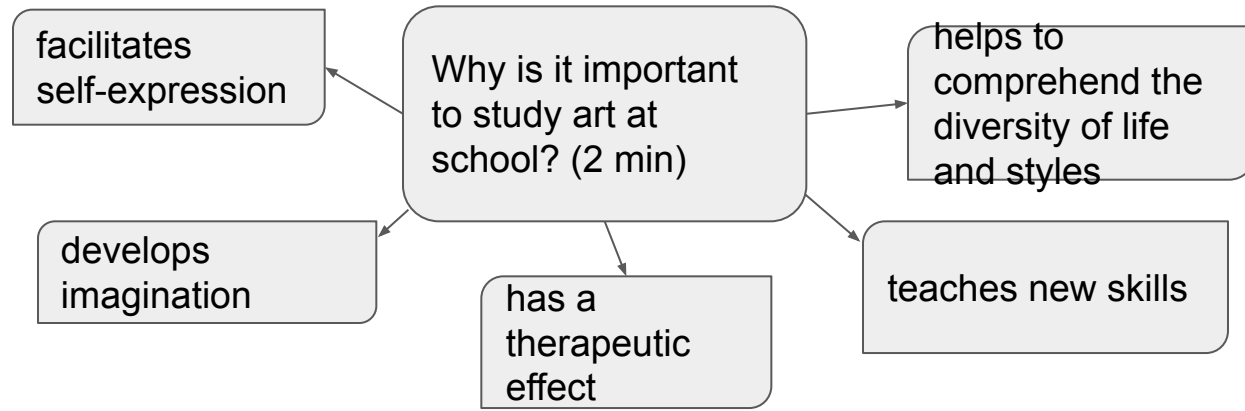 facilitates
self-expression
Why is it important
to study art at
school? (2 min)
helps to
comprehend the
diversity of life
and styles
develops
imagination
has a
therapeutic
effect
teaches new skills